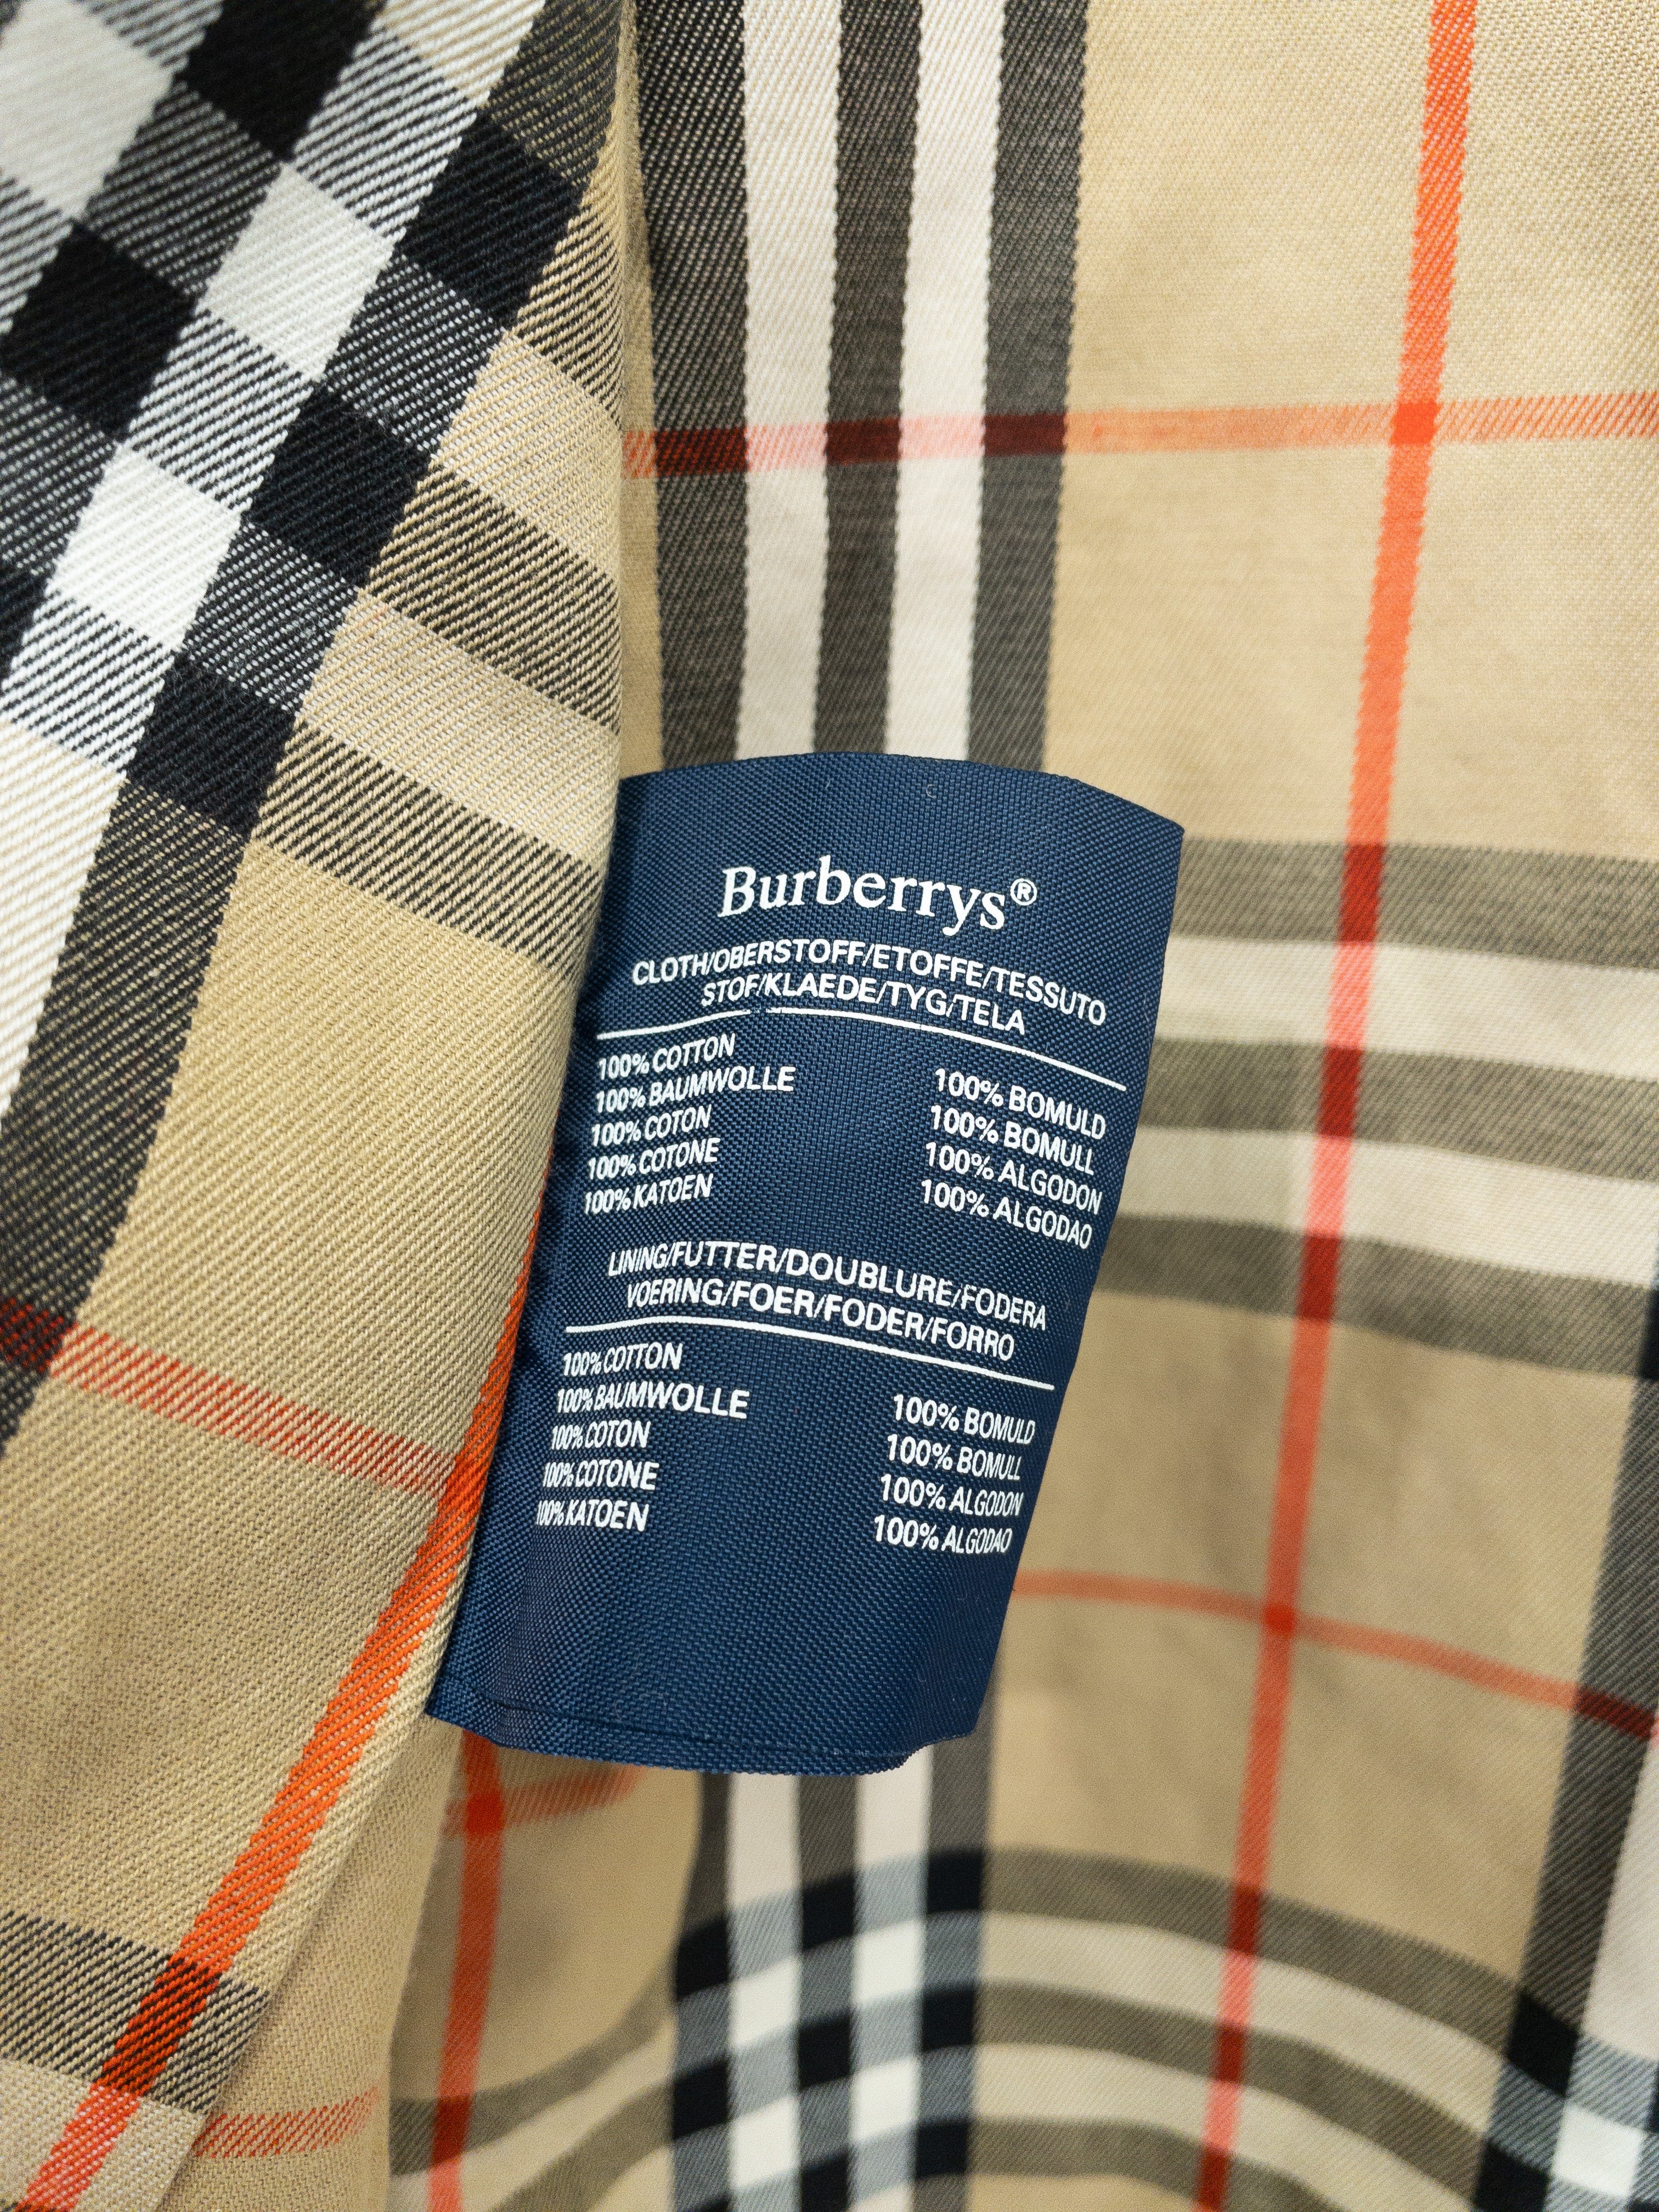 Burberrys®
CLOTH/OBERSTOFF/ETOFFE/TESSUTO
STOF/KLAEDE/TYG/TELA
100% COTTON
100% BAUMWOLLE
100% COTON
100% COTONE
100% KATOEN
100% BOMULD
100% BOMULL
100% ALGODON
100% ALGODAO
LINING/FUTTER/DOUBLURE/FODERA
VOERING/FOER/FODER/FORRO
100% COTTON
100% BAUMWOLLE
100% COTON
100% COTONE
100% KATOEN
100% BOMULD
100% BOMULL
100% ALGODON
100% ALGODAO